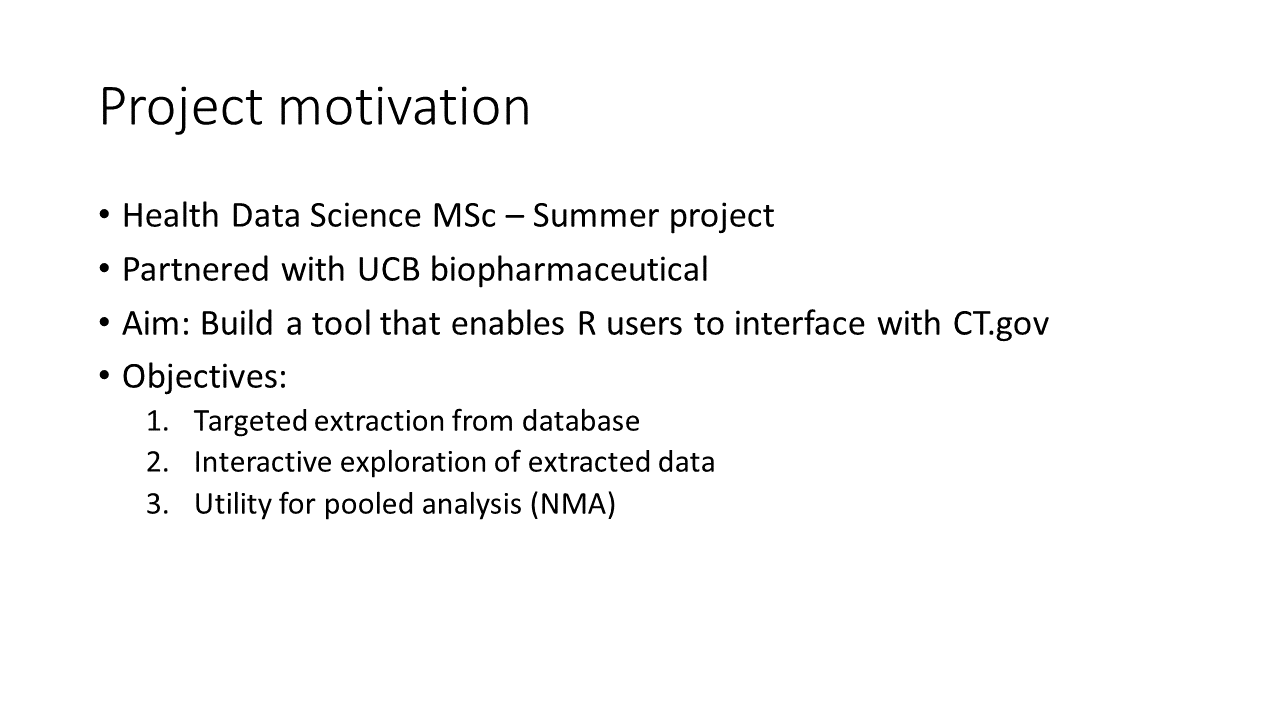 Project motivation
• Health Data Science MSc – Summer project
• Partnered with UCB biopharmaceutical
• Aim: Build a tool that enables R users to interface with CT.gov
• Objectives:
1. Targeted extraction from database
2. Interactive exploration of extracted data
3. Utility for pooled analysis (NMA)